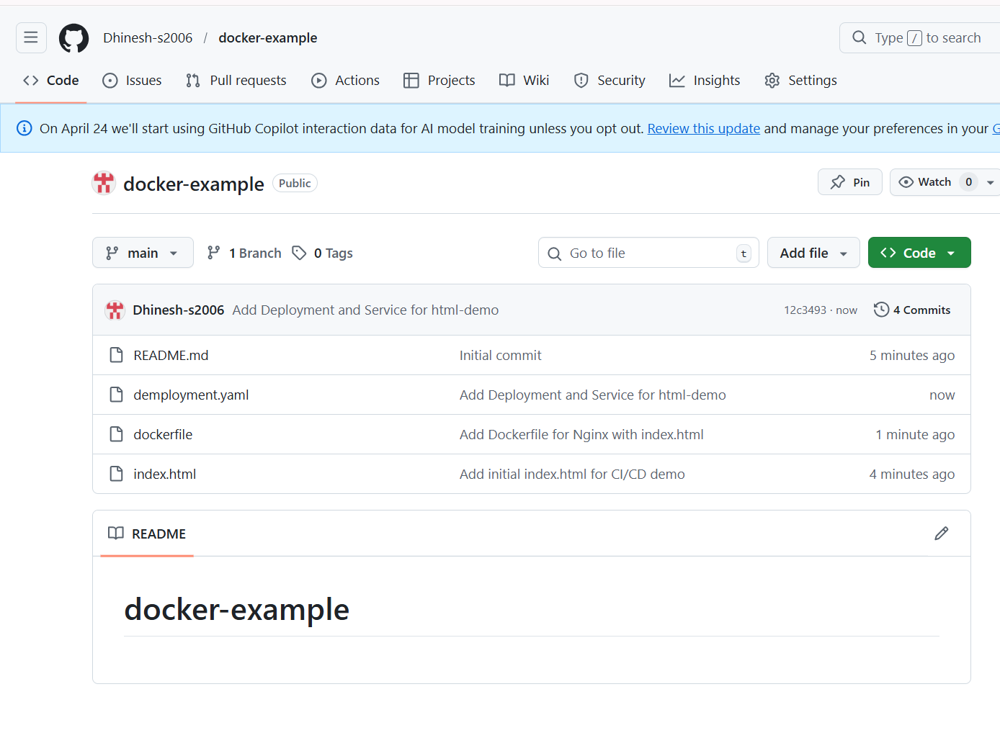 Dhinesh-s2006 / docker-example
Type / to search
Code Issues Pull requests Actions Projects Wiki Security Insights Settings
On April 24 we'll start using GitHub Copilot interaction data for AI model training unless you opt out. Review this update and manage your preferences in your G
docker-example Public
Pin Watch 0
main 1 Branch 0 Tags Go to file t Add file Code
Dhinesh-s2006 Add Deployment and Service for html-demo 12c3493 · now 4 Commits
README.md Initial commit 5 minutes ago
demployment.yaml Add Deployment and Service for html-demo now
dockerfile Add Dockerfile for Nginx with index.html 1 minute ago
index.html Add initial index.html for CI/CD demo 4 minutes ago
README
docker-example